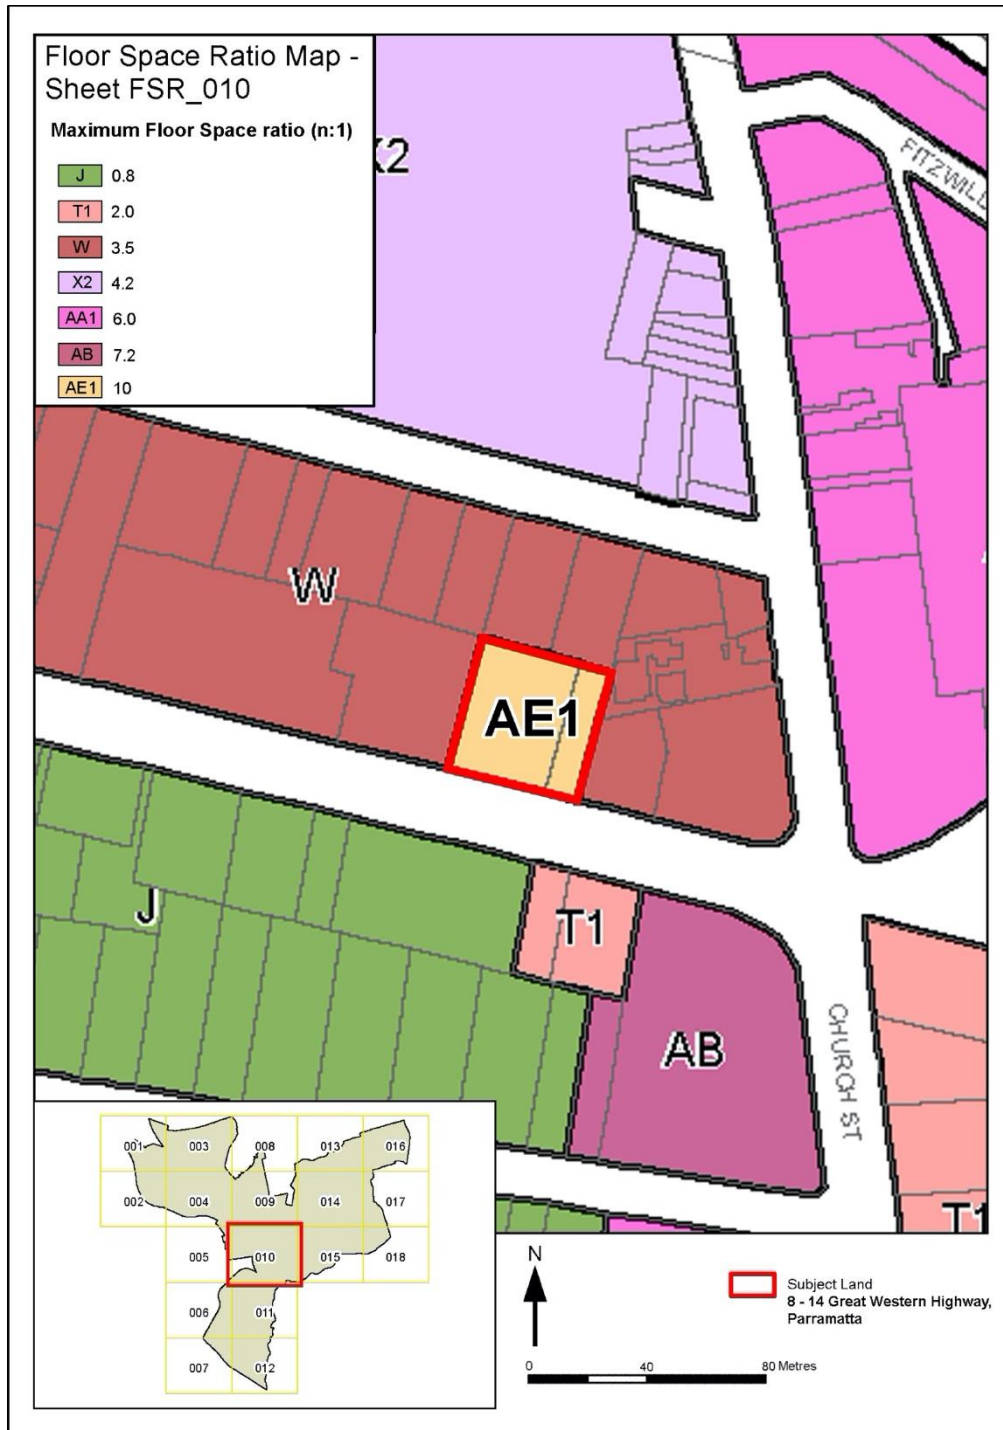 Floor Space Ratio Map -
Sheet FSR_010
Maximum Floor Space ratio (n:1)
J 0.8
T1 2.0
W 3.5
X2 4.2
AA1 6.0
AB 7.2
AE1 10
FITZWILL
W
AE1
J
T1
AB
CHURCH ST
T1
001 003 008 013 016
002 004 009 014 017
005 010 015 018
006 011
007 012
N
Subject Land
8 - 14 Great Western Highway,
Parramatta
0 40 80 Metres